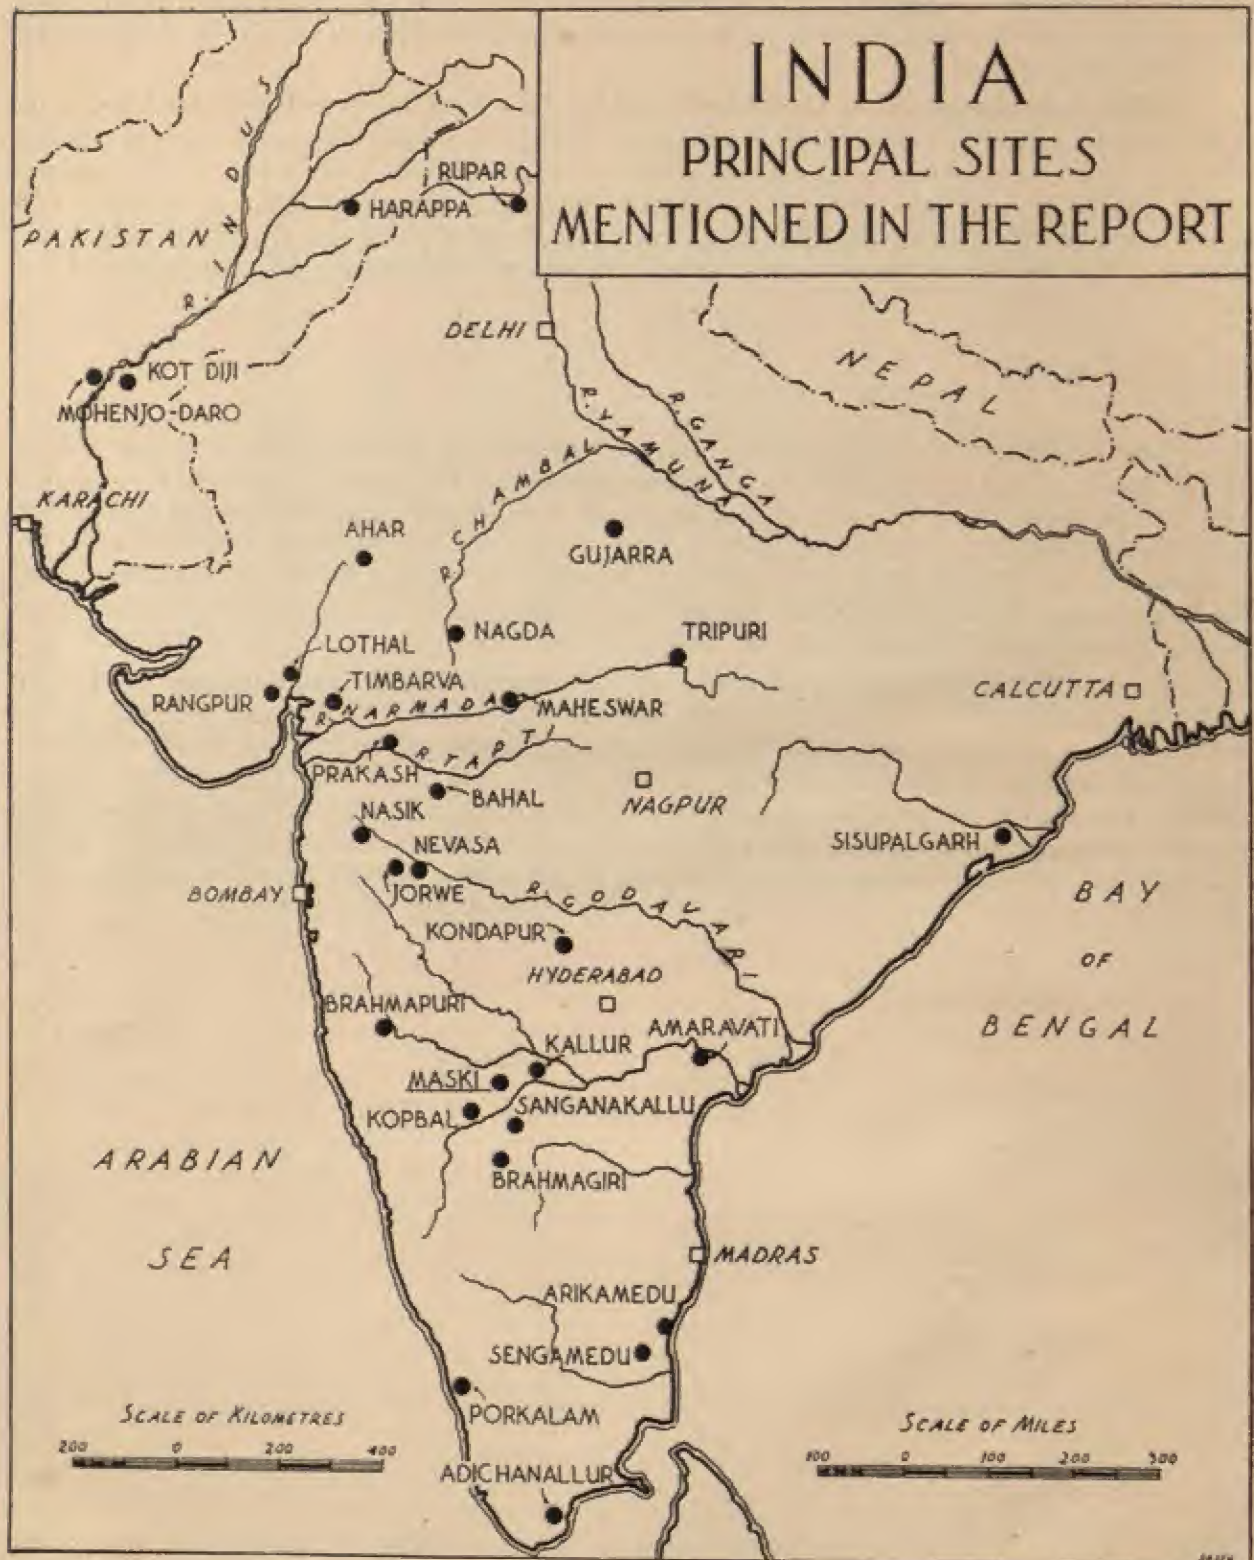 INDIA
PRINCIPAL SITES
MENTIONED IN THE REPORT
R. INDUS
RUPAR
HARAPPA
PAKISTAN
DELHI
NEPAL
KOT DIJI
MOHENJO-DARO
R. YAMUNA
R. GANGA
R. CHAMBAL
KARACHI
AHAR
GUJARRA
NAGDA
TRIPURI
LOTHAL
TIMBARVA
RANGPUR
CALCUTTA
R. NARMADA
MAHESWAR
R TAPTI
PRAKASH
BAHAL
NAGPUR
NASIK
NEVASA
SISUPALGARH
JORWE
BOMBAY
R. GODAVARI
BAY
OF
BENGAL
KONDAPUR
HYDERABAD
BRAHMAPURI
AMARAVATI
KALLUR
MASKI
SANGANAKALLU
KOPBAL
ARABIAN
SEA
BRAHMAGIRI
MADRAS
ARIKAMEDU
SENGAMEDU
PORKALAM
ADICHANALLUR
SCALE OF KILOMETRES
200 0 200 400
SCALE OF MILES
100 0 100 200 300